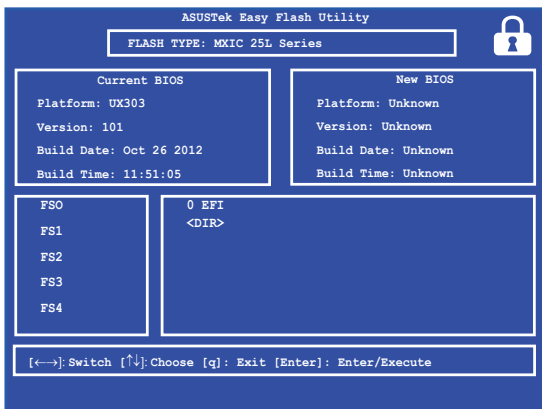 ASUSTek Easy Flash Utility
FLASH TYPE: MXIC 25L Series
Current BIOS
Platform: UX303
Version: 101
Build Date: Oct 26 2012
Build Time: 11:51:05
New BIOS
Platform: Unknown
Version: Unknown
Build Date: Unknown
Build Time: Unknown
FSO
FS1
FS2
FS3
FS4
0 EFI
<DIR>
[←→]: Switch [↑↓]: Choose [q]: Exit [Enter]: Enter/Execute